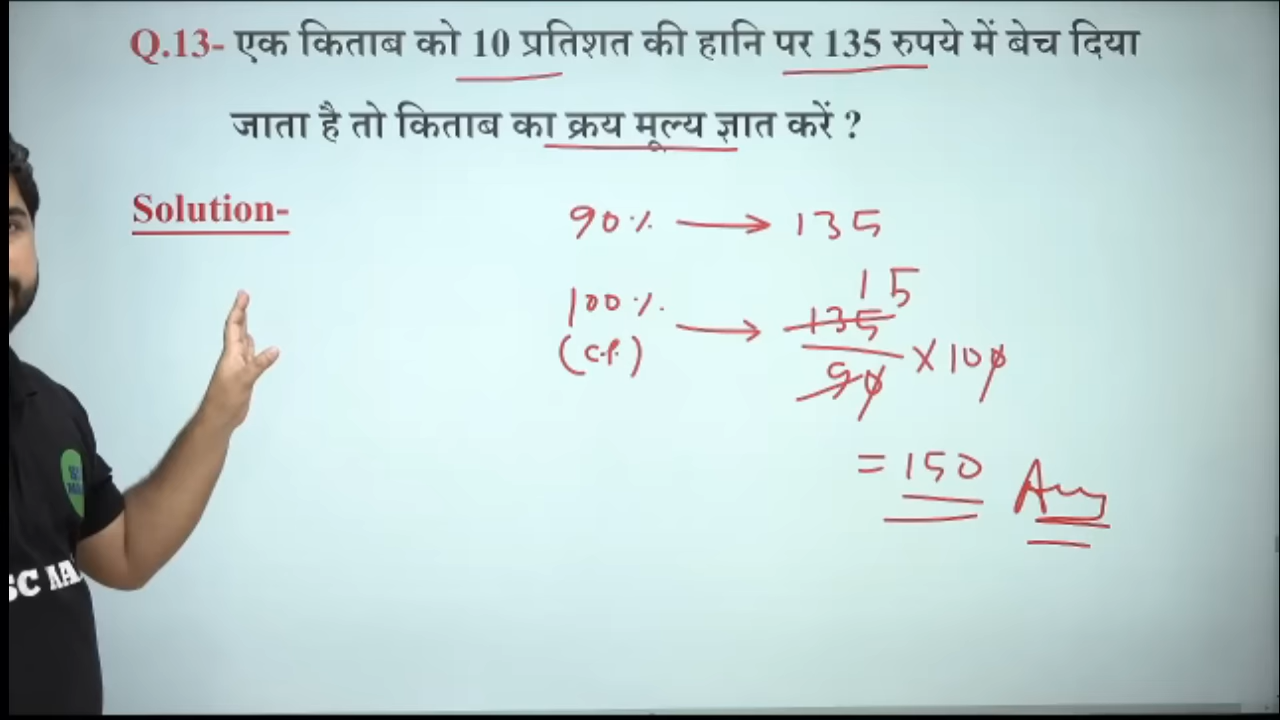 Q.13- एक किताब को 10 प्रतिशत की हानि पर 135 रुपये में बेच दिया
जाता है तो किताब का क्रय मूल्य ज्ञात करें ?
Solution-
90% → 135
100% → 135/90 × 100
15
(C.P.)
= 150 Ans